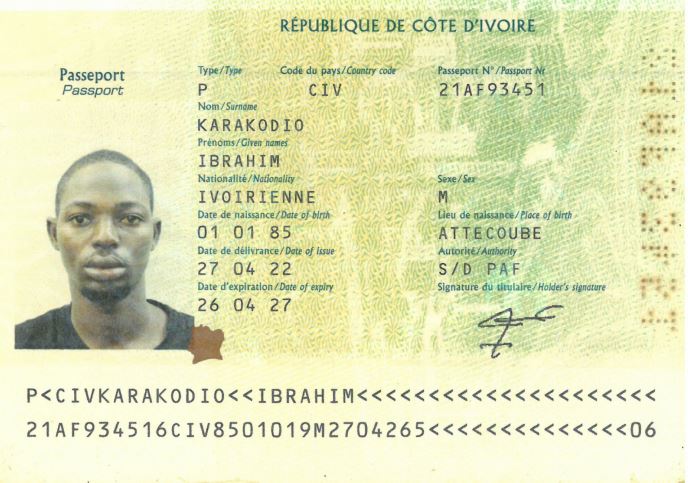 RÉPUBLIQUE DE CÔTE D'IVOIRE
Passeport
Passport
Type/Type Code du pays/Country code Passeport N°/Passport Nr
P CIV 21AF93451
Nom/Surname
KARAKODIO
Prénoms/Given names
IBRAHIM
Nationalité/Nationality Sexe/Sex
IVOIRIENNE M
Date de naissance/Date of birth Lieu de naissance/Place of birth
01 01 85 ATTECOUBE
Date de délivrance/Date of issue Autorité/Authority
27 04 22 S/D PAF
Date d'expiration/Date of expiry Signature du titulaire/Holder's signature
26 04 27
P<CIVKARAKODIO<<IBRAHIM<<<<<<<<<<<<<<<<<<<<<
21AF934516CIV8501019M2704265<<<<<<<<<<<<<<06